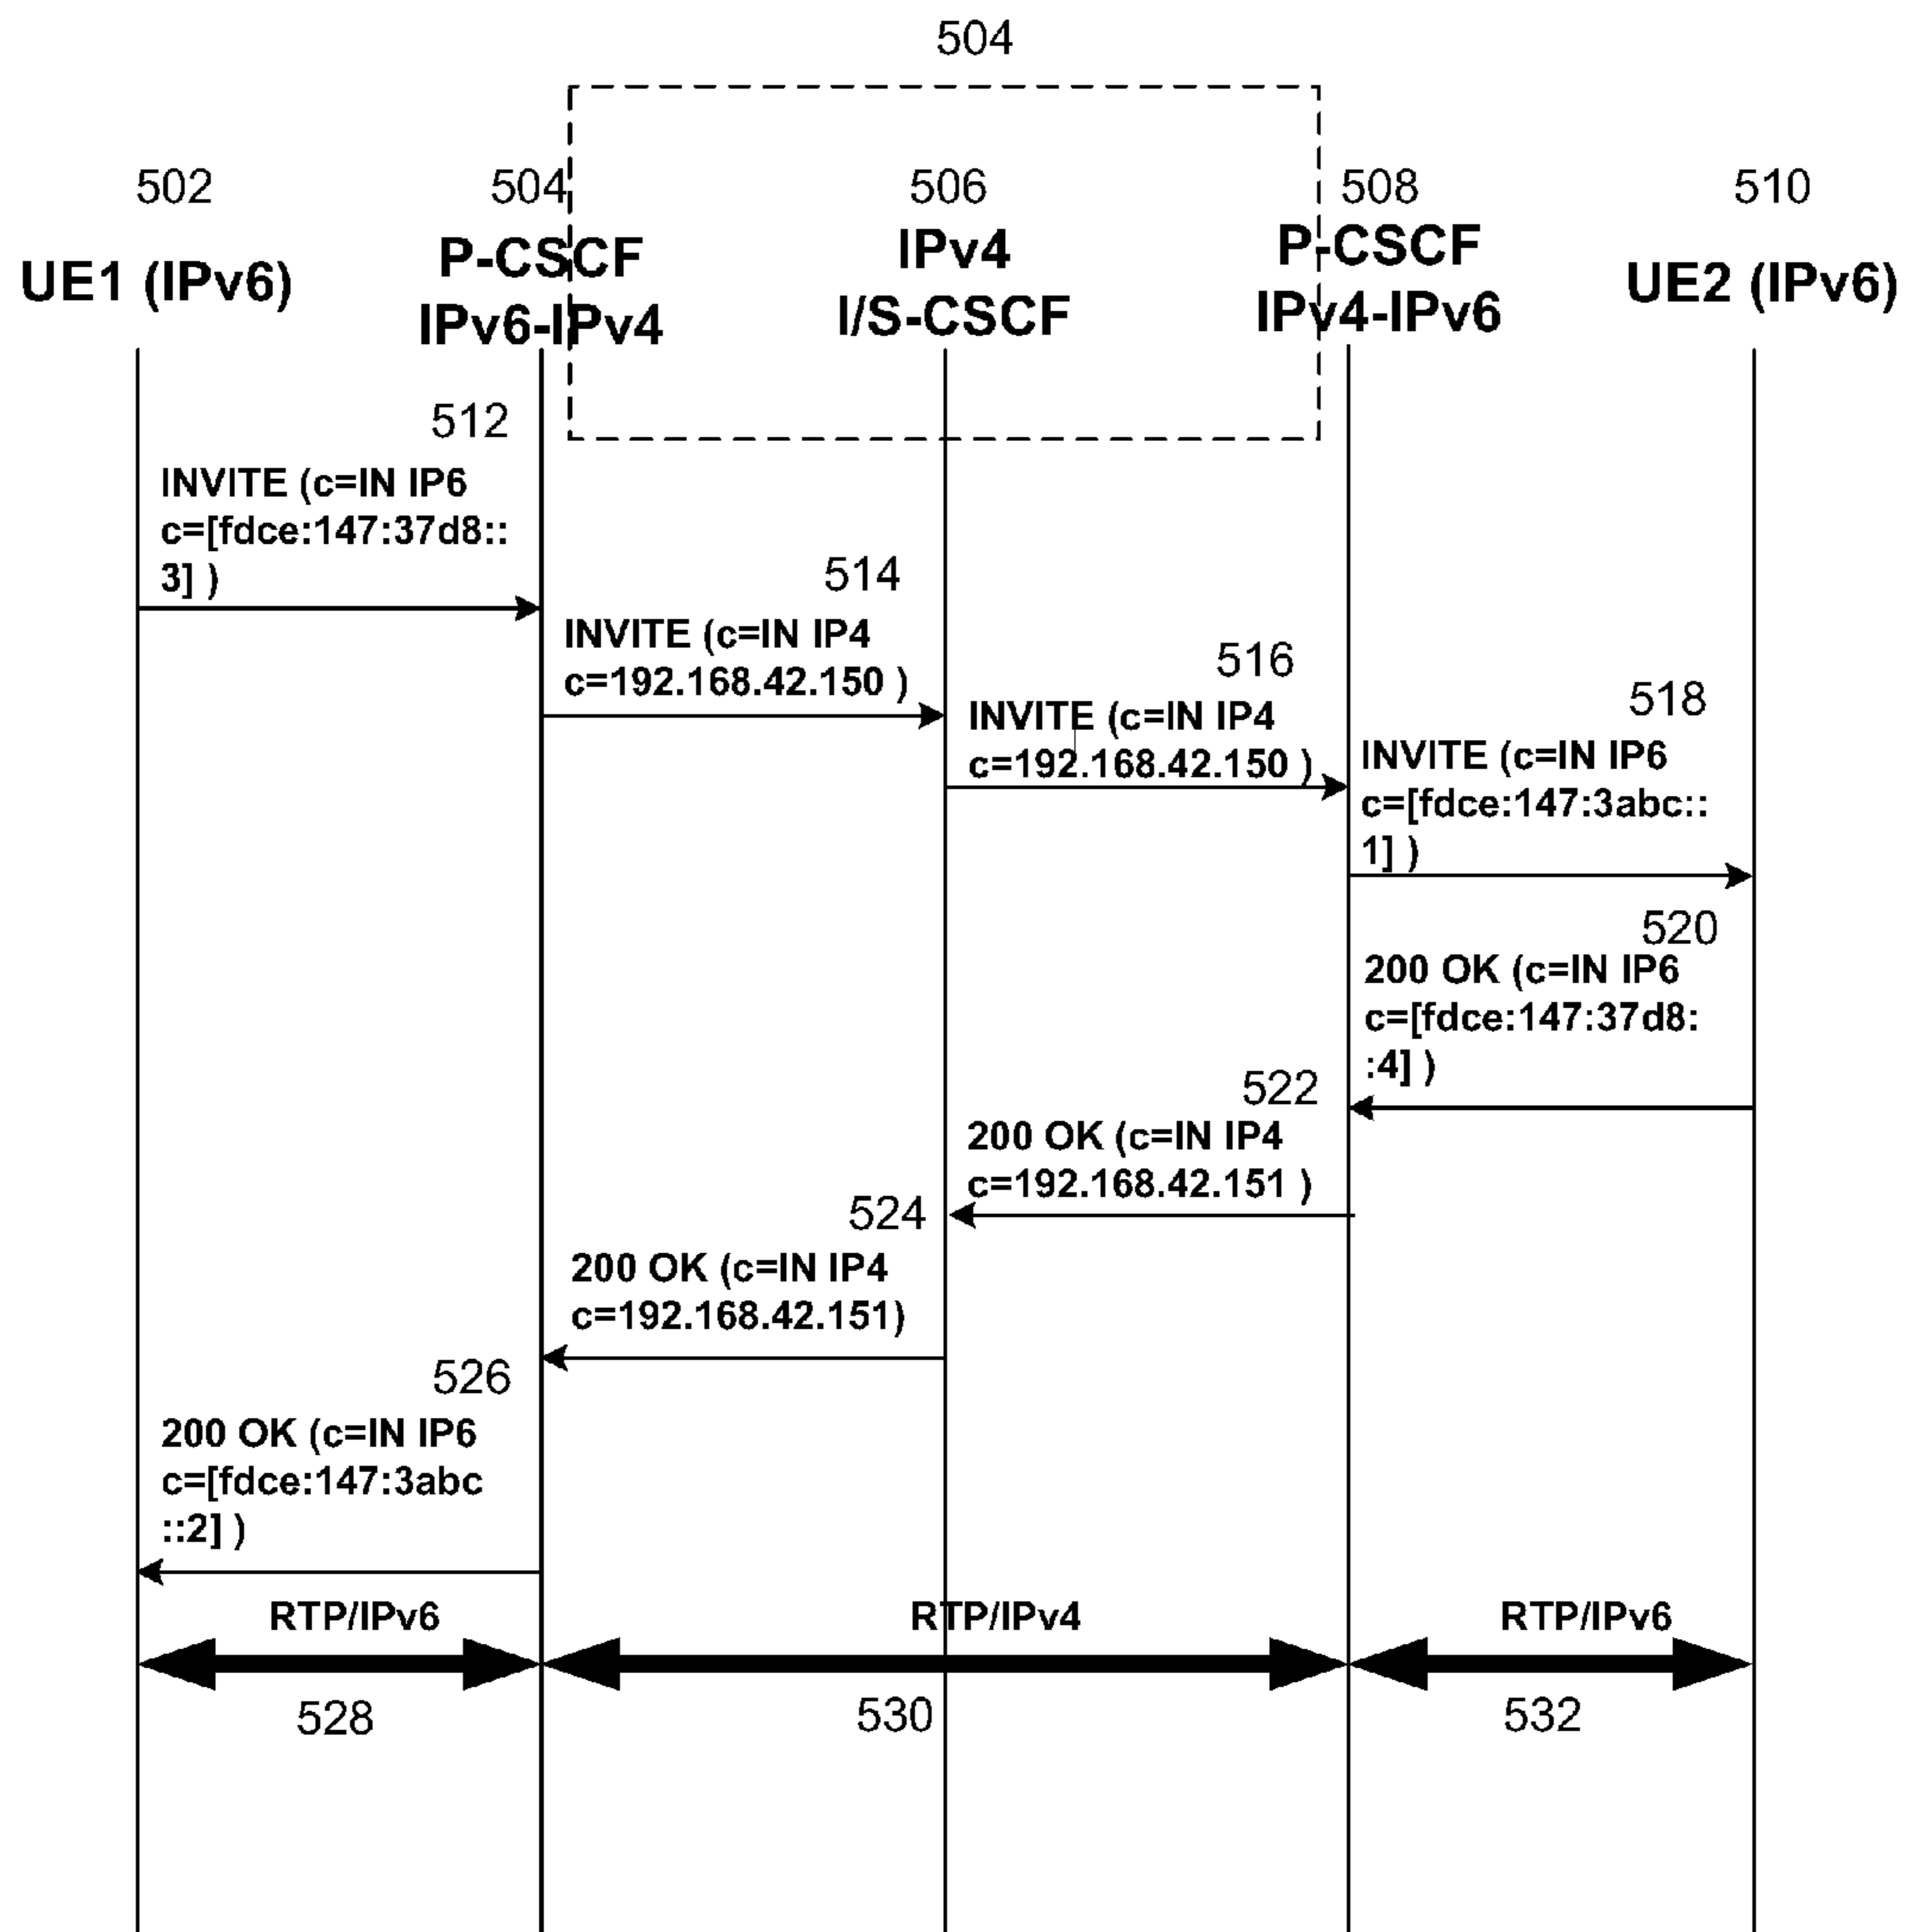 504
502
504
506
508
510
UE1 (IPv6)
P-CSCF
IPv6-IPv4
IPv4
I/S-CSCF
P-CSCF
IPv4-IPv6
UE2 (IPv6)
512
INVITE (c=IN IP6
c=[fdce:147:37d8::
3] )
514
INVITE (c=IN IP4
c=192.168.42.150 )
516
INVITE (c=IN IP4
c=192.168.42.150 )
518
INVITE (c=IN IP6
c=[fdce:147:3abc::
1] )
520
200 OK (c=IN IP6
c=[fdce:147:37d8:
:4] )
522
200 OK (c=IN IP4
c=192.168.42.151 )
524
200 OK (c=IN IP4
c=192.168.42.151)
526
200 OK (c=IN IP6
c=[fdce:147:3abc
::2] )
RTP/IPv6
RTP/IPv4
RTP/IPv6
528
530
532